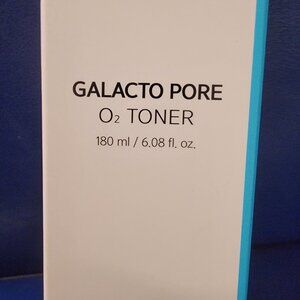 GALACTO PORE
O₂ TONER
180 ml / 6.08 fl. oz.